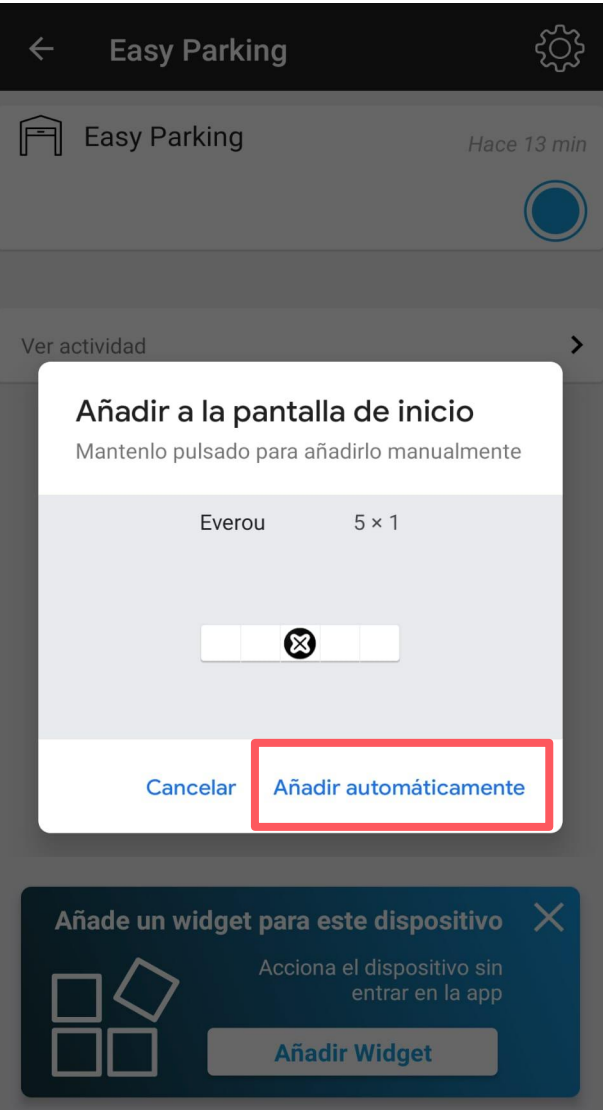 Easy Parking
Easy Parking
Hace 13 min
Ver actividad
Añadir a la pantalla de inicio
Mantenlo pulsado para añadirlo manualmente
Everou 5 × 1
Cancelar Añadir automáticamente
Añade un widget para este dispositivo
Acciona el dispositivo sin
entrar en la app
Añadir Widget